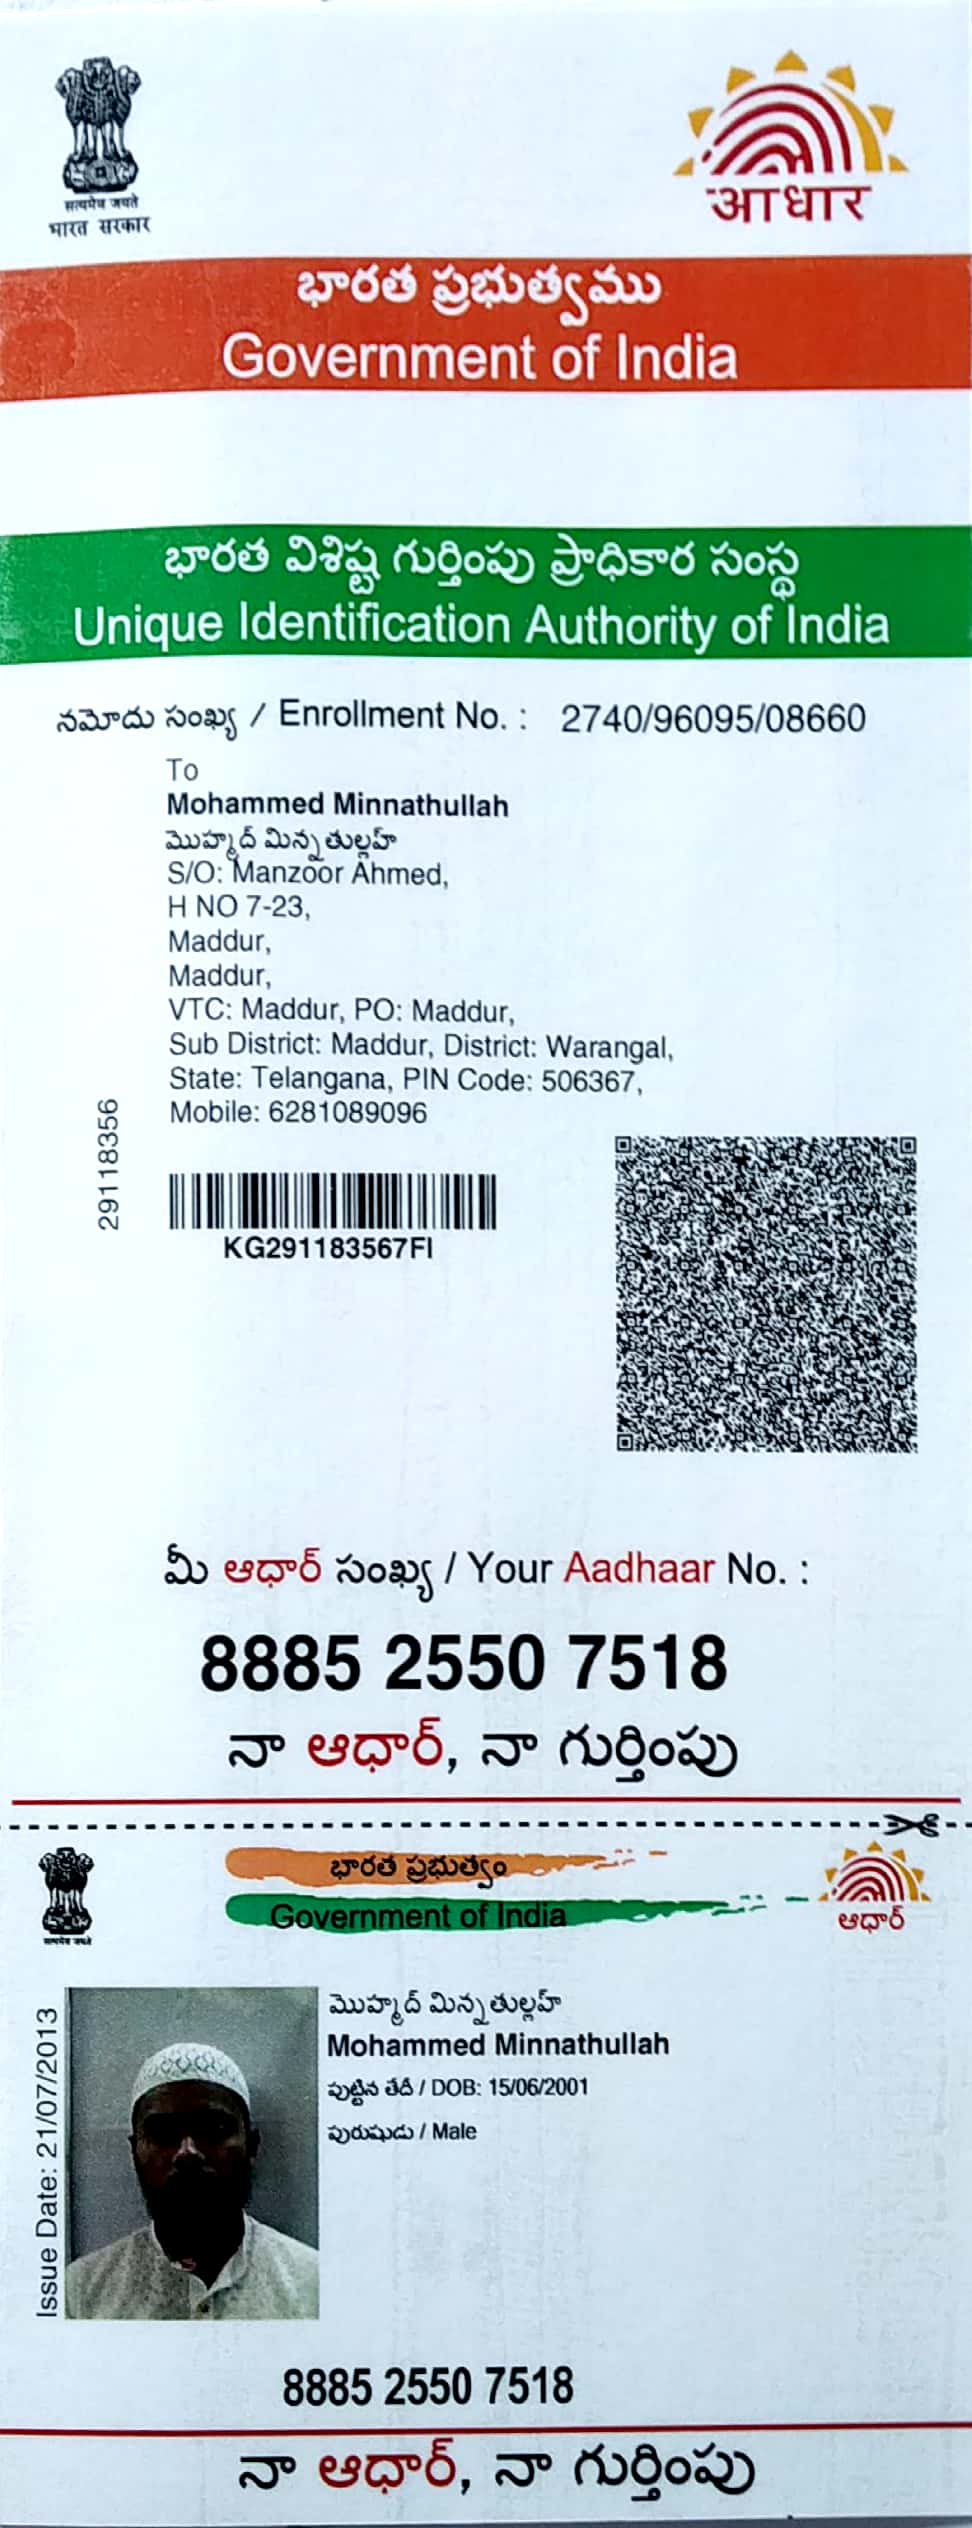 सत्यमेव जयते
भारत सरकार
आधार
భారత ప్రభుత్వము
Government of India
భారత విశిష్ట గుర్తింపు ప్రాధికార సంస్థ
Unique Identification Authority of India
నమోదు సంఖ్య / Enrollment No. : 2740/96095/08660
To
Mohammed Minnathullah
మొహ్మద్ మిన్నతుల్లహ్
S/O: Manzoor Ahmed,
H NO 7-23,
Maddur,
Maddur,
VTC: Maddur, PO: Maddur,
Sub District: Maddur, District: Warangal,
State: Telangana, PIN Code: 506367,
Mobile: 6281089096
29118356
KG291183567FI
మీ ఆధార్ సంఖ్య / Your Aadhaar No. :
8885 2550 7518
నా ఆధార్, నా గుర్తింపు
सत्यमेव जयते
భారత ప్రభుత్వం
Government of India
ఆధార్
Issue Date: 21/07/2013
మొహ్మద్ మిన్నతుల్లహ్
Mohammed Minnathullah
పుట్టిన తేదీ / DOB: 15/06/2001
పురుషుడు / Male
8885 2550 7518
నా ఆధార్, నా గుర్తింపు